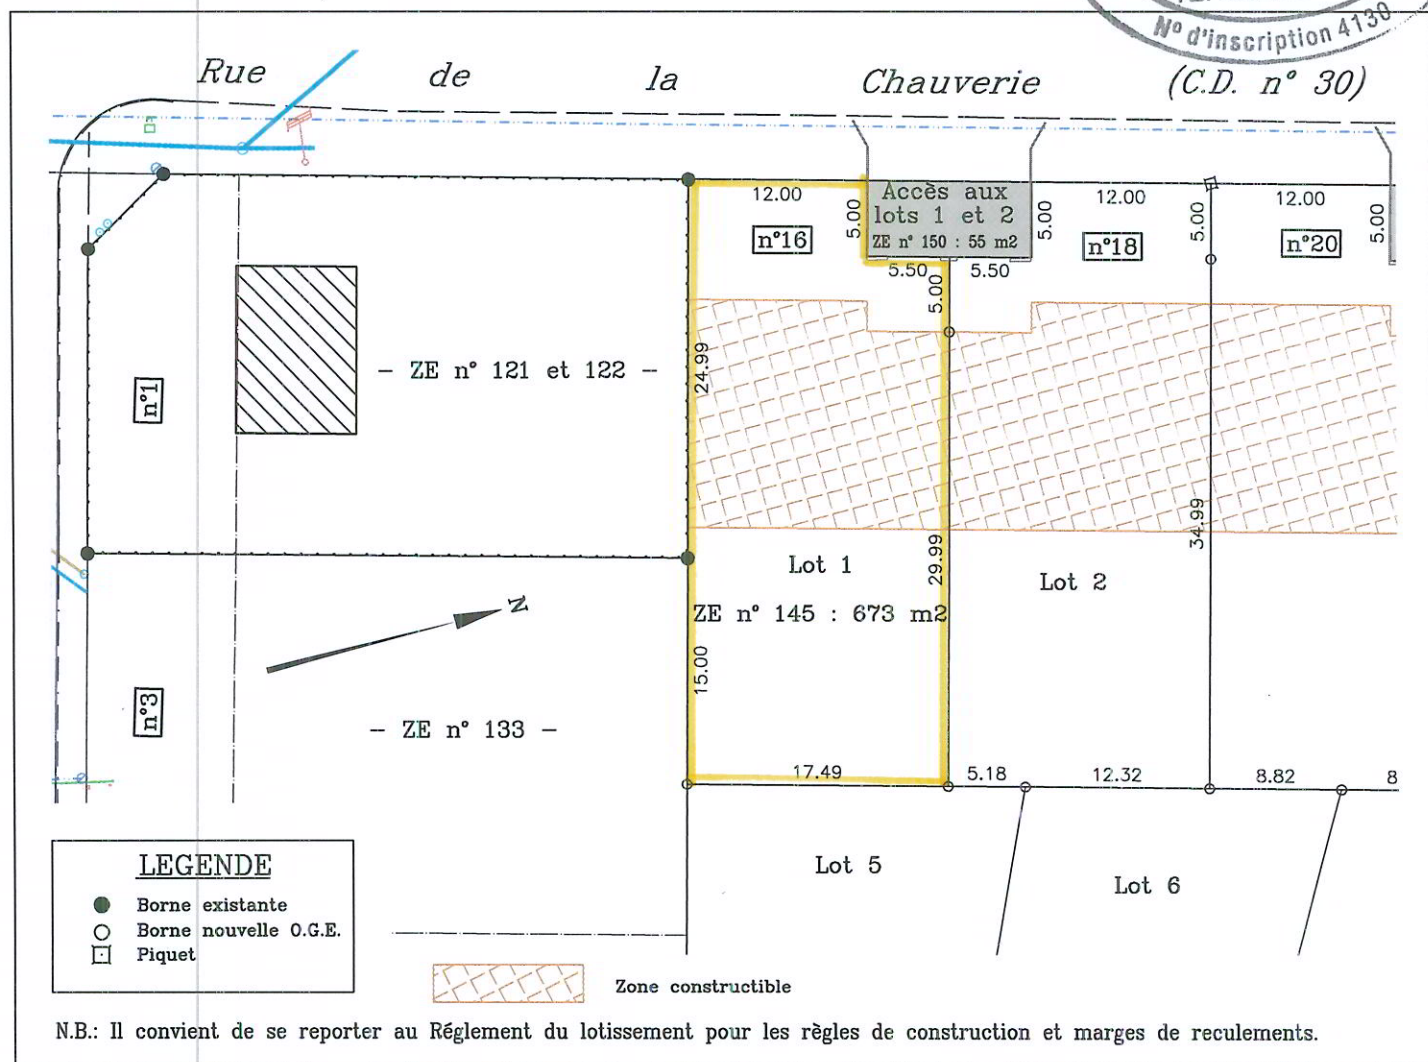 N° d'inscription 4130
Rue de la Chauverie (C.D. n° 30)
12.00
5.00
Accès aux
lots 1 et 2
ZE n° 150 : 55 m2
5.00
12.00
5.00
12.00
5.00
n°16
n°18
n°20
5.50
5.50
5.00
n°1
– ZE n° 121 et 122 –
24.99
34.99
29.99
Lot 1
Lot 2
ZE n° 145 : 673 m2
N
15.00
n°3
– ZE n° 133 –
17.49
5.18
12.32
8.82
8
Lot 5
Lot 6
LEGENDE
Borne existante
Borne nouvelle O.G.E.
Piquet
Zone constructible
N.B.: Il convient de se reporter au Réglement du lotissement pour les règles de construction et marges de reculements.